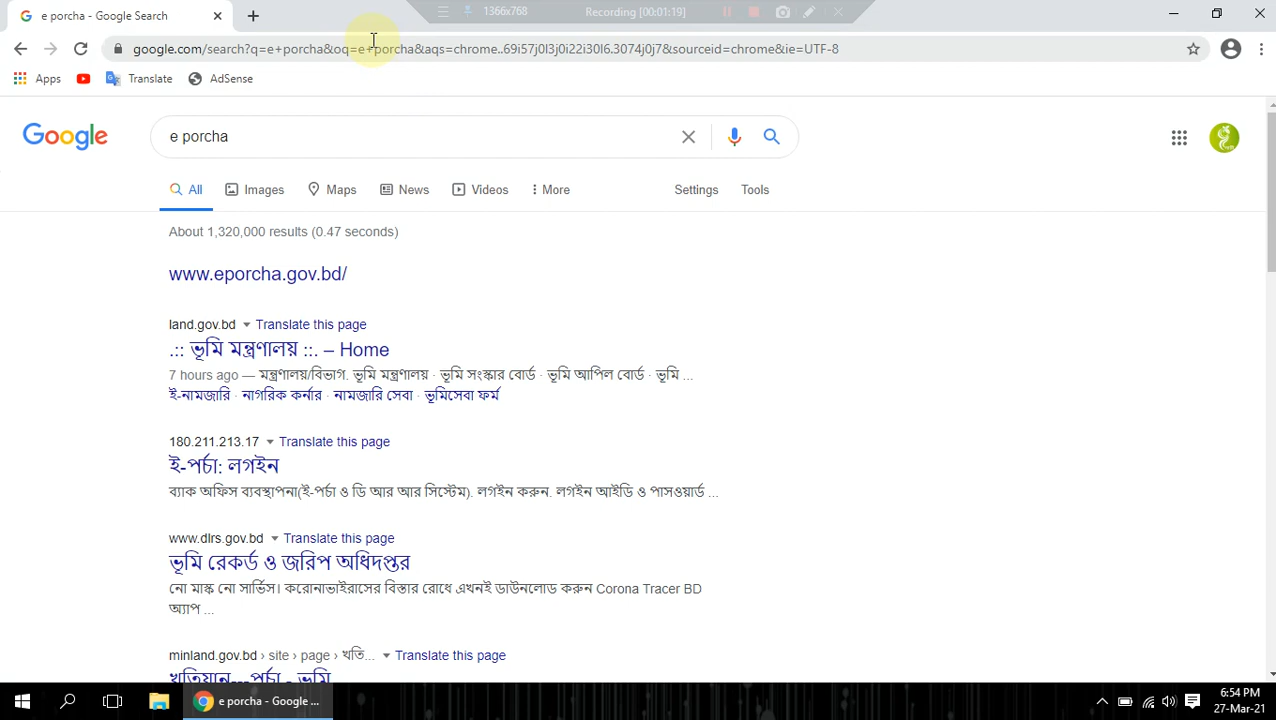 e porcha - Google Search
1366x768
Recording [00:01:19]
google.com/search?q=e+porcha&oq=e+porcha&aqs=chrome..69i57j0l3j0i22i30l6.3074j0j7&sourceid=chrome&ie=UTF-8
Apps
Translate
AdSense
Google
e porcha
All
Images
Maps
News
Videos
More
Settings
Tools
About 1,320,000 results (0.47 seconds)
www.eporcha.gov.bd/
land.gov.bd Translate this page
.:: ভূমি মন্ত্রণালয় ::. – Home
7 hours ago — মন্ত্রণালয়/বিভাগ. ভূমি মন্ত্রণালয় · ভূমি সংস্কার বোর্ড · ভূমি আপিল বোর্ড · ভূমি ...
ই-নামজারি · নাগরিক কর্নার · নামজারি সেবা · ভূমিসেবা ফর্ম
180.211.213.17 Translate this page
ই-পর্চা: লগইন
ব্যাক অফিস ব্যবস্থাপনা(ই-পর্চা ও ডি আর আর সিস্টেম). লগইন করুন. লগইন আইডি ও পাসওয়ার্ড ...
www.dlrs.gov.bd Translate this page
ভূমি রেকর্ড ও জরিপ অধিদপ্তর
নো মাস্ক নো সার্ভিস। করোনাভাইরাসের বিস্তার রোধে এখনই ডাউনলোড করুন Corona Tracer BD
অ্যাপ ...
minland.gov.bd › site › page › খতি... Translate this page
খতিয়ান---পর্চা - ভূমি
e porcha - Google ...
6:54 PM
27-Mar-21